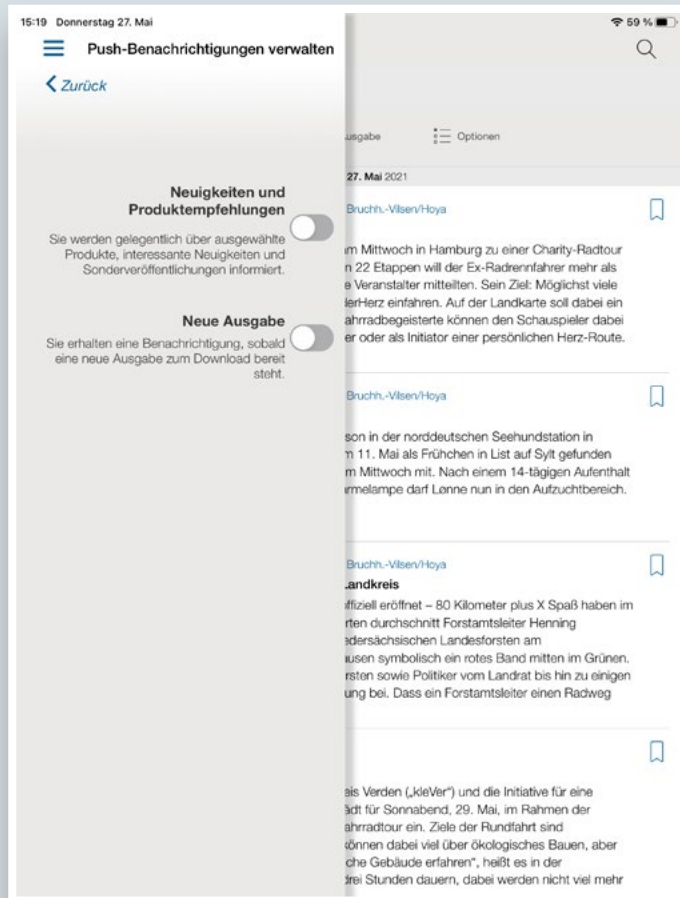 15:19 Donnerstag 27. Mai
59 %
Push-Benachrichtigungen verwalten
Zurück
Neuigkeiten und
Produktempfehlungen
Sie werden gelegentlich über ausgewählte
Produkte, interessante Neuigkeiten und
Sonderveröffentlichungen informiert.
Neue Ausgabe
Sie erhalten eine Benachrichtigung, sobald
eine neue Ausgabe zum Download bereit
steht.
Optionen
27. Mai 2021
Bruchh.-Vilsen/Hoya
Mittwoch in Hamburg zu einer Charity-Radtour
22 Etappen will der Ex-Radrennfahrer mehr als
Veranstalter mitteilten. Sein Ziel: Möglichst viele
einfahren. Auf der Landkarte soll dabei ein
können den Schauspieler dabei
er oder als Initiator einer persönlichen Herz-Route.
Bruchh.-Vilsen/Hoya
son in der norddeutschen Seehundstation in
11. Mai als Frühchen in List auf Sylt gefunden
m Mittwoch mit. Nach einem 14-tägigen Aufenthalt
darf Lønne nun in den Aufzuchtbereich.
Bruchh.-Vilsen/Hoya
Landkreis
eröffnet – 80 Kilometer plus X Spaß haben im
rten durchschnitt Forstamtsleiter Henning
edersächsischen Landesforsten am
ausen symbolisch ein rotes Band mitten im Grünen.
rsten sowie Politiker vom Landrat bis hin zu einigen
ung bei. Dass ein Forstamtsleiter einen Radweg
eis Verden („kleVer") und die Initiative für eine
ädt für Sonnabend, 29. Mai, im Rahmen der
ahrradtour ein. Ziele der Rundfahrt sind
können dabei viel über ökologisches Bauen, aber
che Gebäude erfahren", heißt es in der
drei Stunden dauern, dabei werden nicht viel mehr